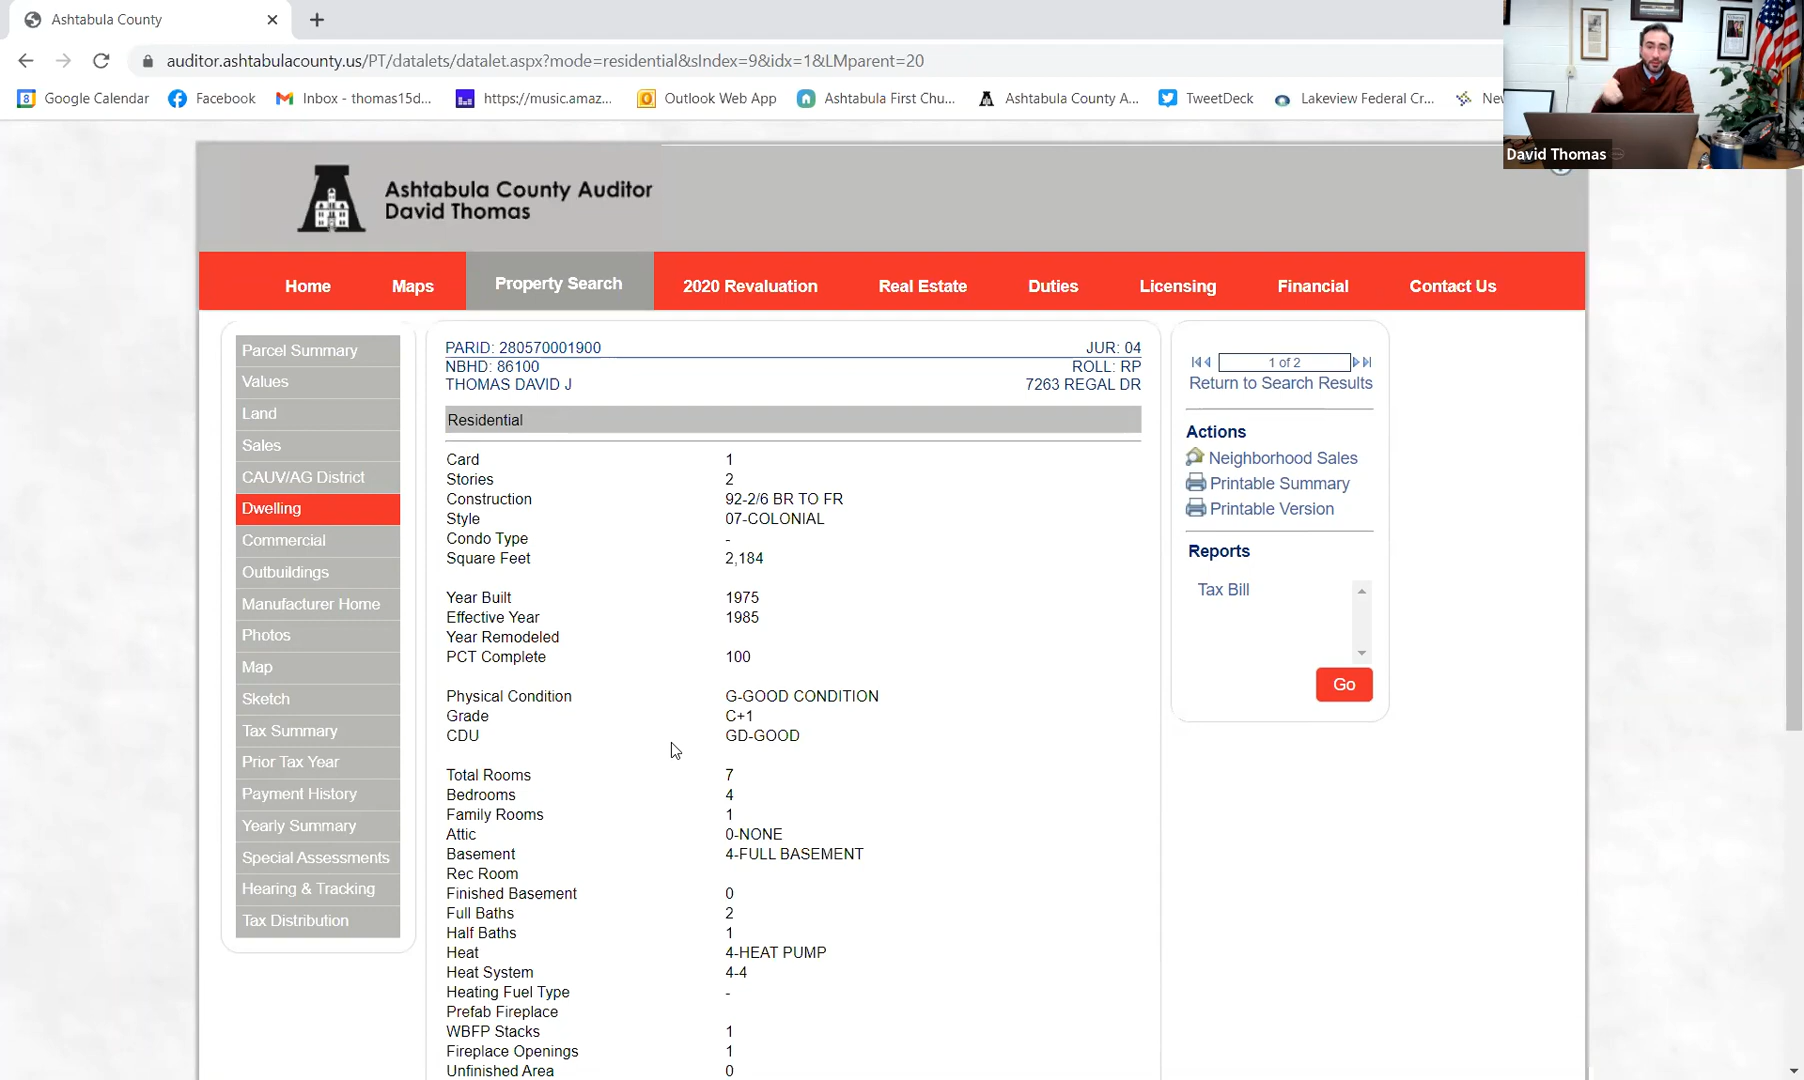 Ashtabula County
auditor.ashtabulacounty.us/PT/datalets/datalet.aspx?mode=residential&sIndex=9&idx=1&LMparent=20
8 Google Calendar Facebook Inbox - thomas15d... https://music.amaz... Outlook Web App Ashtabula First Chu... Ashtabula County A... TweetDeck Lakeview Federal Cr... New
David Thomas
Ashtabula County Auditor
David Thomas
Home Maps Property Search 2020 Revaluation Real Estate Duties Licensing Financial Contact Us
Parcel Summary
Values
Land
Sales
CAUV/AG District
Dwelling
Commercial
Outbuildings
Manufacturer Home
Photos
Map
Sketch
Tax Summary
Prior Tax Year
Payment History
Yearly Summary
Special Assessments
Hearing & Tracking
Tax Distribution
PARID: 280570001900 JUR: 04
NBHD: 86100 ROLL: RP
THOMAS DAVID J 7263 REGAL DR
Residential
Card 1
Stories 2
Construction 92-2/6 BR TO FR
Style 07-COLONIAL
Condo Type -
Square Feet 2,184
Year Built 1975
Effective Year 1985
Year Remodeled
PCT Complete 100
Physical Condition G-GOOD CONDITION
Grade C+1
CDU GD-GOOD
Total Rooms 7
Bedrooms 4
Family Rooms 1
Attic 0-NONE
Basement 4-FULL BASEMENT
Rec Room
Finished Basement 0
Full Baths 2
Half Baths 1
Heat 4-HEAT PUMP
Heat System 4-4
Heating Fuel Type -
Prefab Fireplace
WBFP Stacks 1
Fireplace Openings 1
Unfinished Area 0
1 of 2
Return to Search Results
Actions
Neighborhood Sales
Printable Summary
Printable Version
Reports
Tax Bill
Go